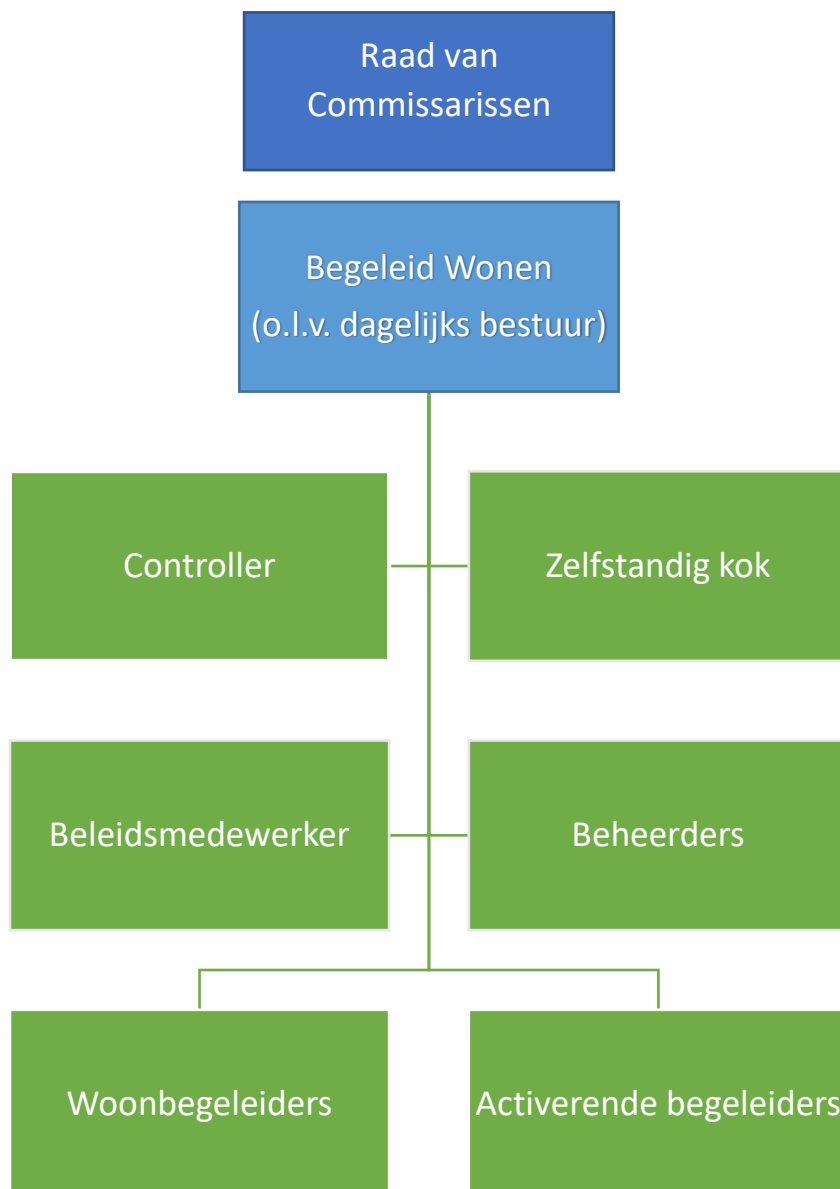 Raad van
Commissarissen
Begeleid Wonen
(o.l.v. dagelijks bestuur)
Controller
Zelfstandig kok
Beleidsmedewerker
Beheerders
Woonbegeleiders
Activerende begeleiders